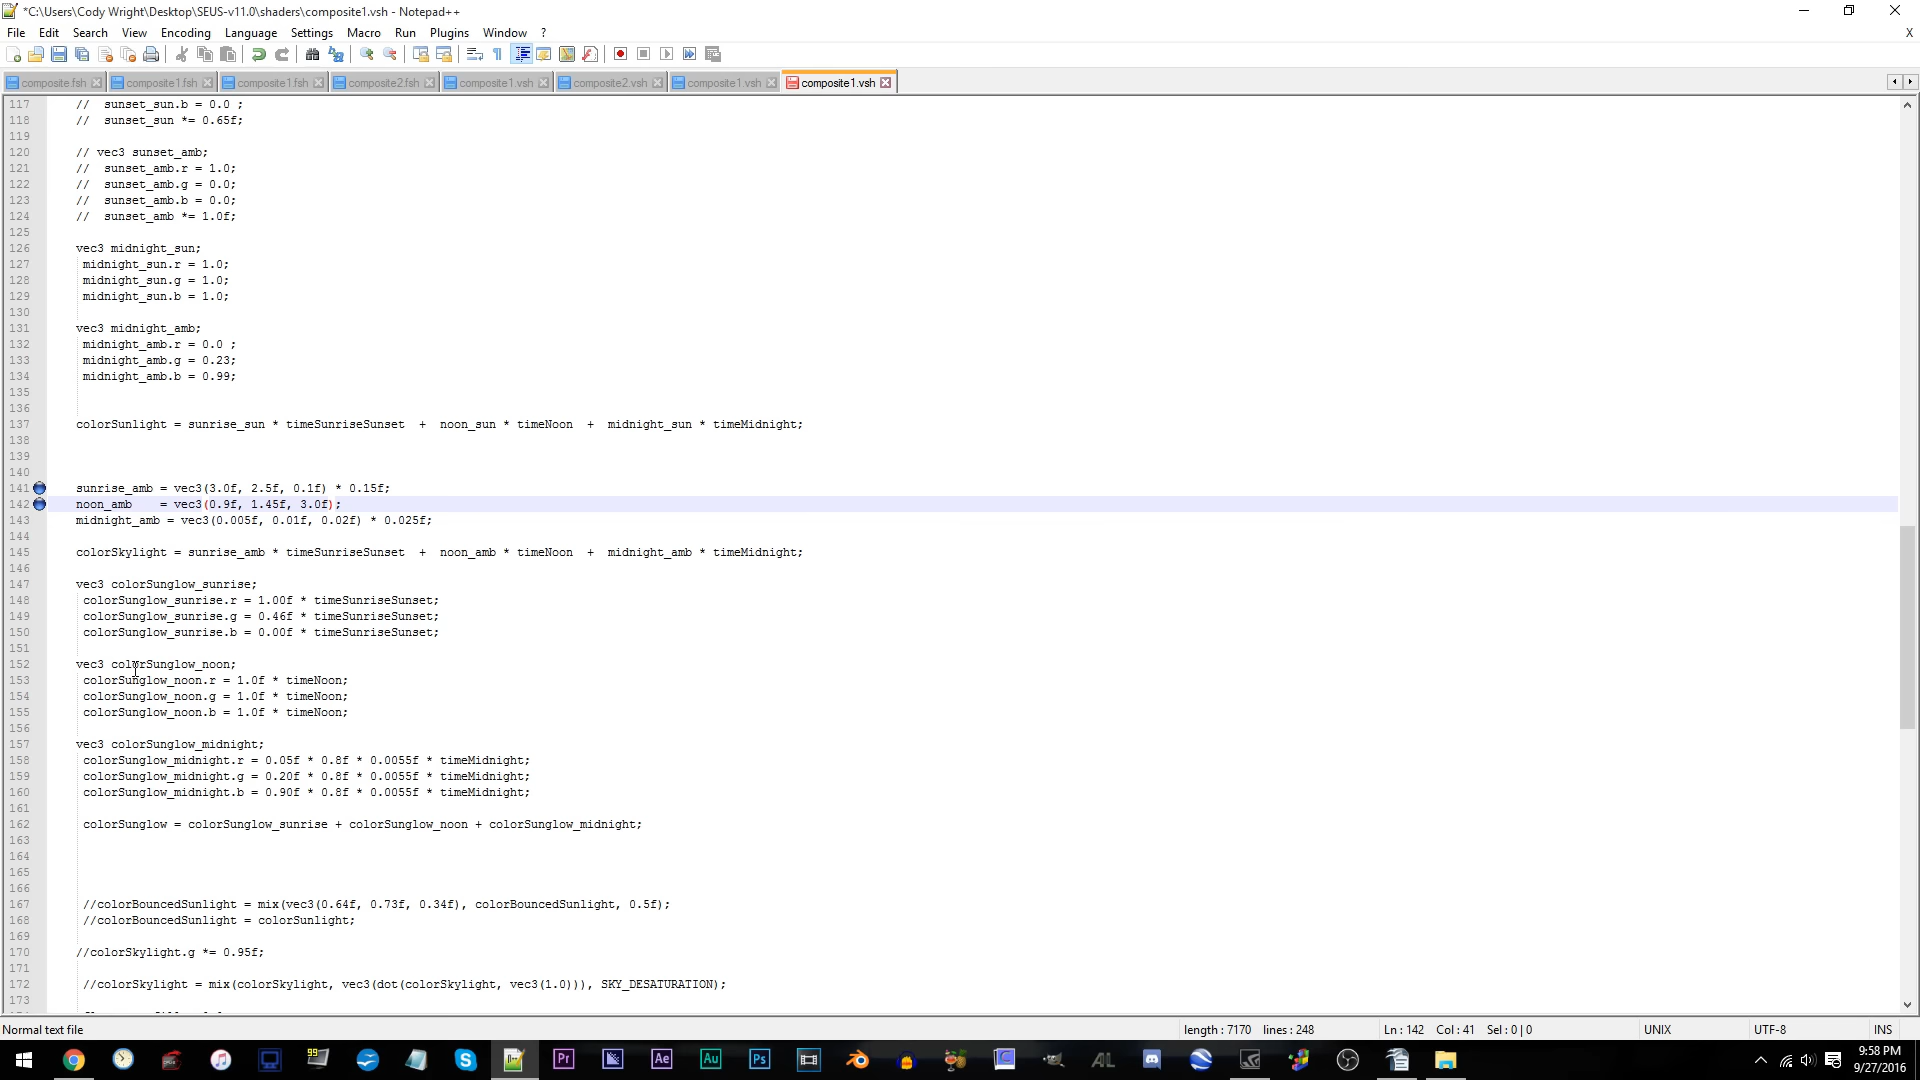 *C:\Users\Cody Wright\Desktop\SEUS-v11.0\shaders\composite1.vsh - Notepad++
File Edit Search View Encoding Language Settings Macro Run Plugins Window ? X
composite.fsh composite1.fsh composite1.fsh composite2.fsh composite1.vsh composite2.vsh composite1.vsh composite1.vsh
117 // sunset_sun.b = 0.0 ;
118 // sunset_sun *= 0.65f;
119
120 // vec3 sunset_amb;
121 // sunset_amb.r = 1.0;
122 // sunset_amb.g = 0.0;
123 // sunset_amb.b = 0.0;
124 // sunset_amb *= 1.0f;
125
126 vec3 midnight_sun;
127 midnight_sun.r = 1.0;
128 midnight_sun.g = 1.0;
129 midnight_sun.b = 1.0;
130
131 vec3 midnight_amb;
132 midnight_amb.r = 0.0 ;
133 midnight_amb.g = 0.23;
134 midnight_amb.b = 0.99;
135
136
137 colorSunlight = sunrise_sun * timeSunriseSunset + noon_sun * timeNoon + midnight_sun * timeMidnight;
138
139
140
141 sunrise_amb = vec3(3.0f, 2.5f, 0.1f) * 0.15f;
142 noon_amb = vec3(0.9f, 1.45f, 3.0f);
143 midnight_amb = vec3(0.005f, 0.01f, 0.02f) * 0.025f;
144
145 colorSkylight = sunrise_amb * timeSunriseSunset + noon_amb * timeNoon + midnight_amb * timeMidnight;
146
147 vec3 colorSunglow_sunrise;
148 colorSunglow_sunrise.r = 1.00f * timeSunriseSunset;
149 colorSunglow_sunrise.g = 0.46f * timeSunriseSunset;
150 colorSunglow_sunrise.b = 0.00f * timeSunriseSunset;
151
152 vec3 colorSunglow_noon;
153 colorSunglow_noon.r = 1.0f * timeNoon;
154 colorSunglow_noon.g = 1.0f * timeNoon;
155 colorSunglow_noon.b = 1.0f * timeNoon;
156
157 vec3 colorSunglow_midnight;
158 colorSunglow_midnight.r = 0.05f * 0.8f * 0.0055f * timeMidnight;
159 colorSunglow_midnight.g = 0.20f * 0.8f * 0.0055f * timeMidnight;
160 colorSunglow_midnight.b = 0.90f * 0.8f * 0.0055f * timeMidnight;
161
162 colorSunglow = colorSunglow_sunrise + colorSunglow_noon + colorSunglow_midnight;
163
164
165
166
167 //colorBouncedSunlight = mix(vec3(0.64f, 0.73f, 0.34f), colorBouncedSunlight, 0.5f);
168 //colorBouncedSunlight = colorSunlight;
169
170 //colorSkylight.g *= 0.95f;
171
172 //colorSkylight = mix(colorSkylight, vec3(dot(colorSkylight, vec3(1.0))), SKY_DESATURATION);
173
Normal text file length : 7170 lines : 248 Ln : 142 Col : 41 Sel : 0 | 0 UNIX UTF-8 INS
99 Pr Ae Au Ps AL
9:58 PM
9/27/2016